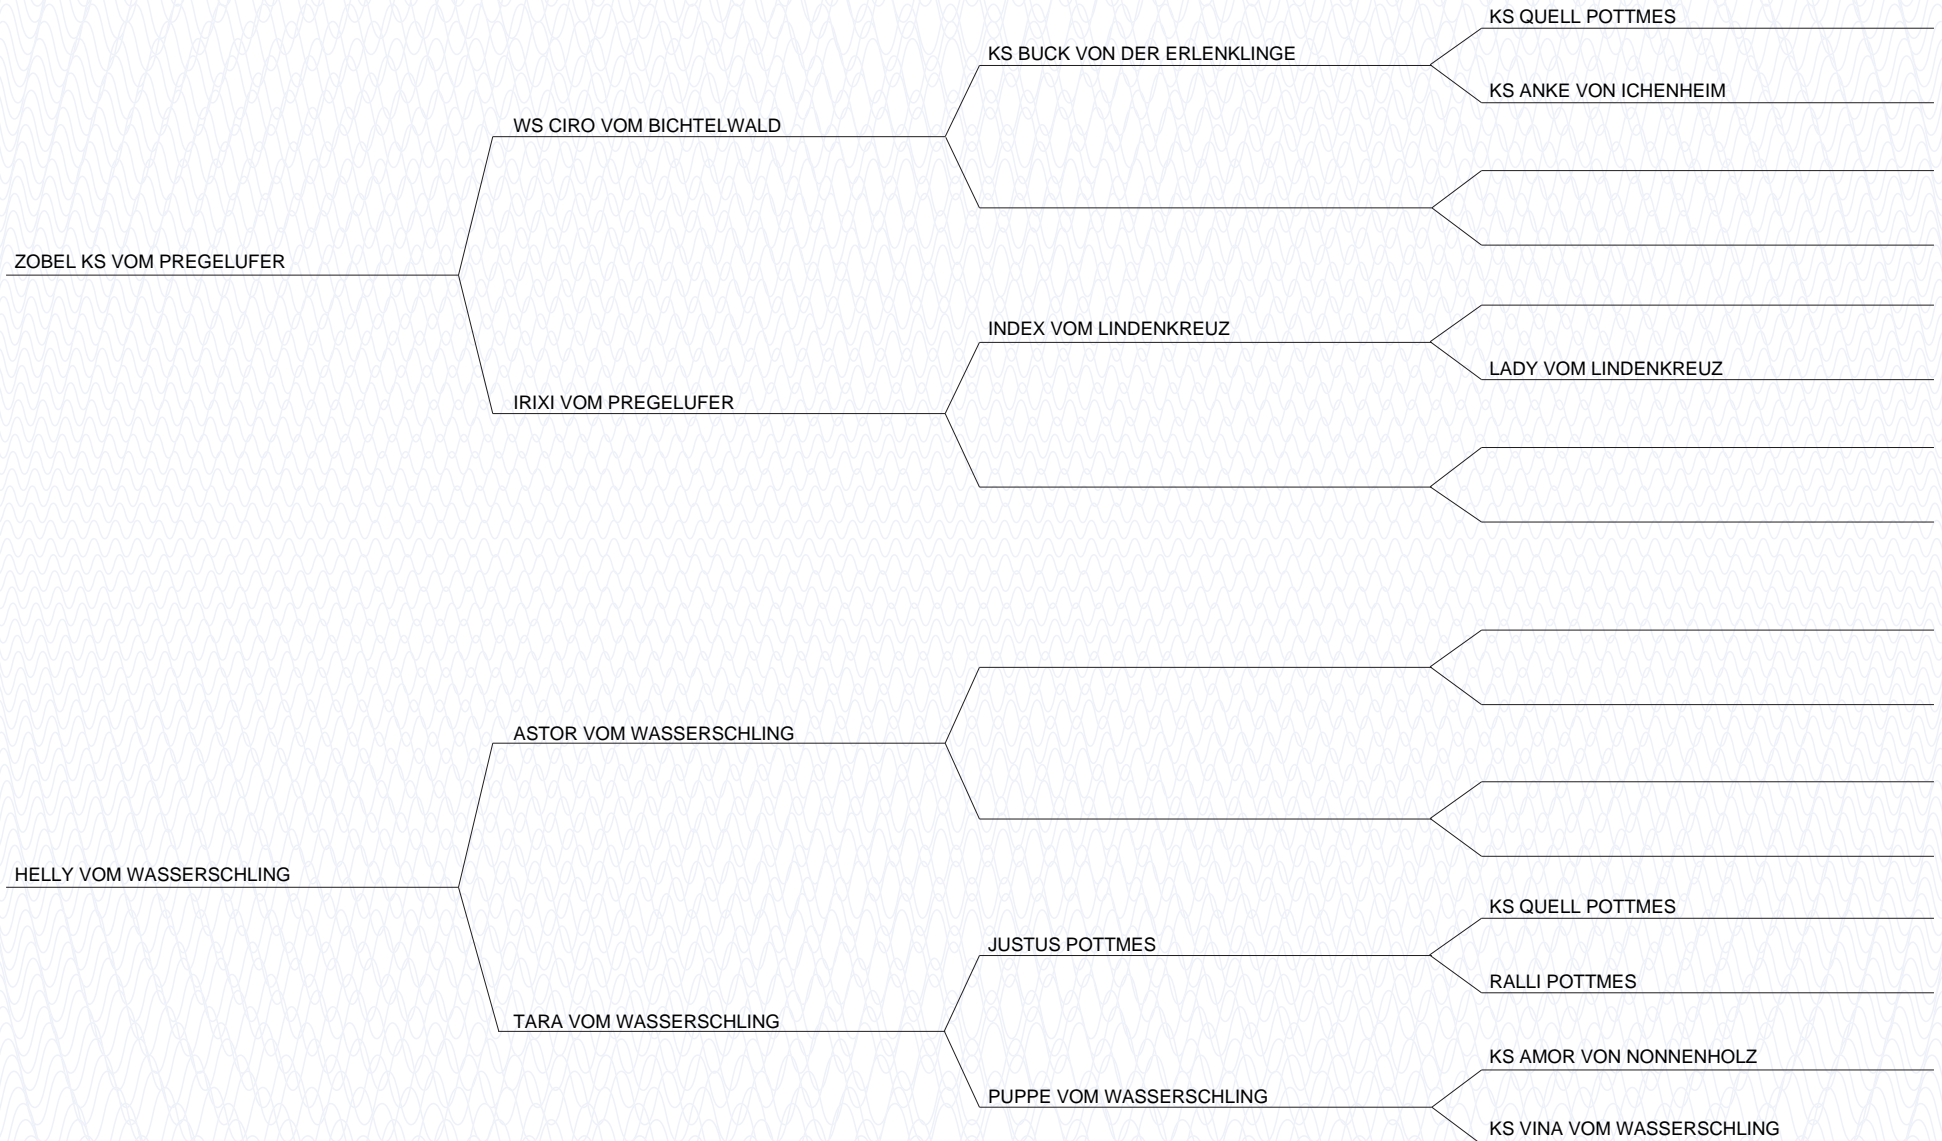 KS QUELL POTTMES
KS BUCK VON DER ERLENKLINGE
KS ANKE VON ICHENHEIM
WS CIRO VOM BICHTELWALD
ZOBEL KS VOM PREGELUFER
INDEX VOM LINDENKREUZ
LADY VOM LINDENKREUZ
IRIXI VOM PREGELUFER
ASTOR VOM WASSERSCHLING
HELLY VOM WASSERSCHLING
KS QUELL POTTMES
JUSTUS POTTMES
RALLI POTTMES
TARA VOM WASSERSCHLING
KS AMOR VON NONNENHOLZ
PUPPE VOM WASSERSCHLING
KS VINA VOM WASSERSCHLING